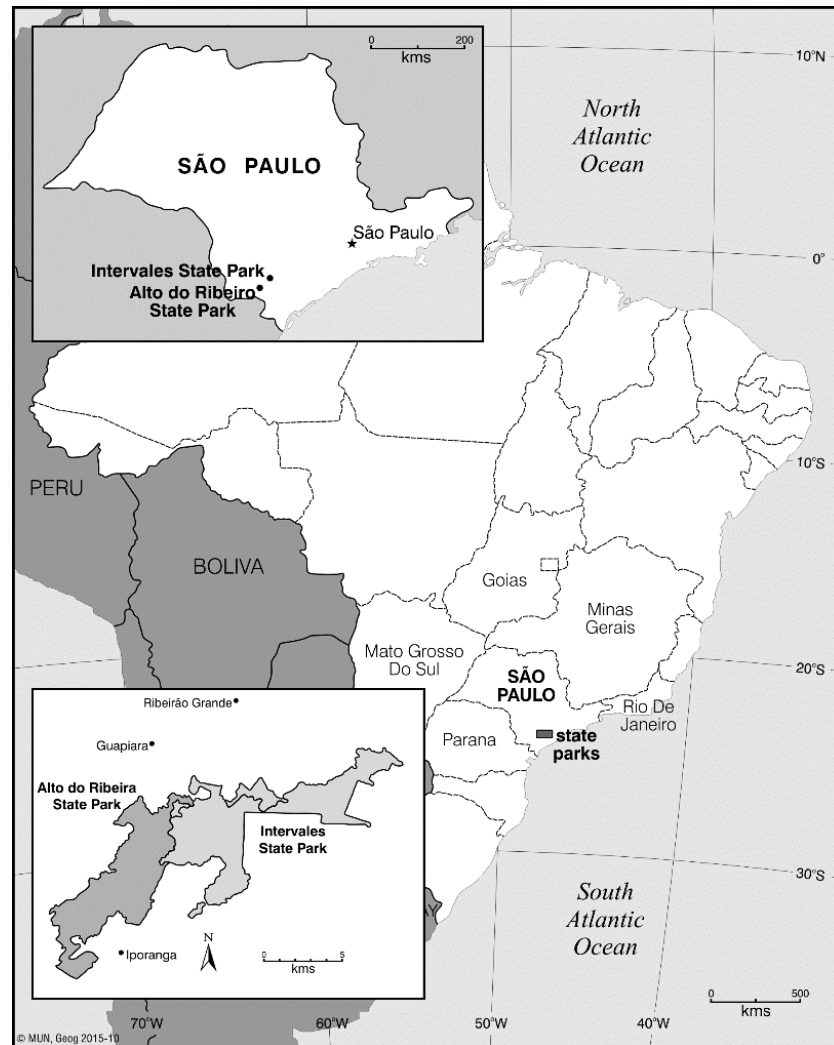 0 200
kms
SÃO PAULO
São Paulo
Intervales State Park
Alto do Ribeiro
State Park
North
Atlantic
Ocean
10°N
0°
10°S
20°S
30°S
PERU
BOLIVA
Goias
Minas
Gerais
Mato Grosso
Do Sul
SÃO
PAULO
Rio De
Janeiro
Parana
state
parks
South
Atlantic
Ocean
0 500
kms
Ribeirão Grande
Guapiara
Alto do Ribeira
State Park
Intervales
State Park
Iporanga
N
0 5
kms
70°W
60°W
50°W
40°W
© MUN, Geog 2015-10